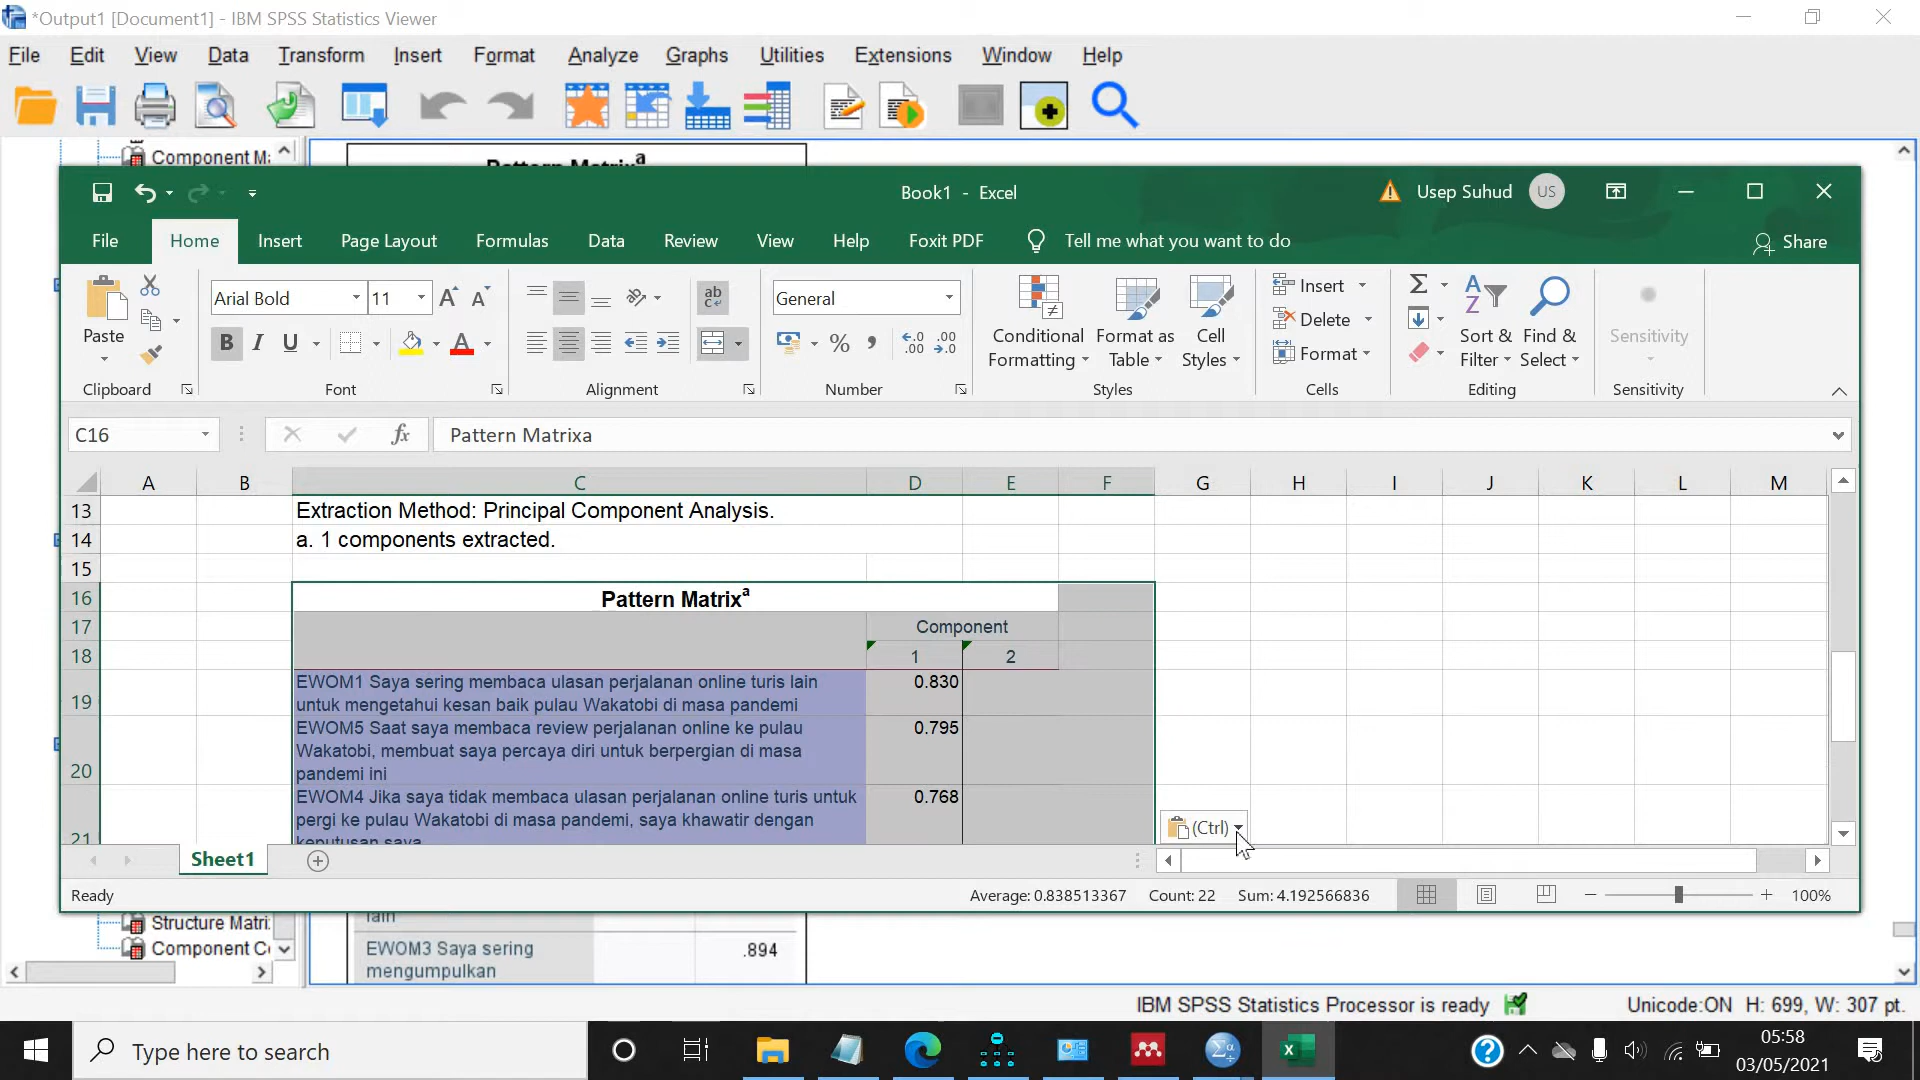 *Output1 [Document1] - IBM SPSS Statistics Viewer
File Edit View Data Transform Insert Format Analyze Graphs Utilities Extensions Window Help
Component Ma
Pattern Matrixa
Book1 - Excel
Usep Suhud US
File Home Insert Page Layout Formulas Data Review View Help Foxit PDF Tell me what you want to do Share
Paste
Arial Bold 11
General
Conditional Formatting
Format as Table
Cell Styles
Insert
Delete
Format
Sort & Filter
Find & Select
Sensitivity
Clipboard Font Alignment Number Styles Cells Editing Sensitivity
C16 fx Pattern Matrixa
A B C D E F G H I J K L M
13 Extraction Method: Principal Component Analysis.
14 a. 1 components extracted.
15
16 Pattern Matrixa
17 Component
18 1 2
EWOM1 Saya sering membaca ulasan perjalanan online turis lain 0.830
19 untuk mengetahui kesan baik pulau Wakatobi di masa pandemi
EWOM5 Saat saya membaca review perjalanan online ke pulau 0.795
Wakatobi, membuat saya percaya diri untuk berpergian di masa
20 pandemi ini
EWOM4 Jika saya tidak membaca ulasan perjalanan online turis untuk 0.768
pergi ke pulau Wakatobi di masa pandemi, saya khawatir dengan
21 keputusan saya
(Ctrl)
Sheet1
Ready Average: 0.838513367 Count: 22 Sum: 4.192566836 100%
Structure Matri
Component Co
lain
EWOM3 Saya sering .894
mengumpulkan
IBM SPSS Statistics Processor is ready Unicode:ON H: 699, W: 307 pt.
Type here to search
05:58
03/05/2021